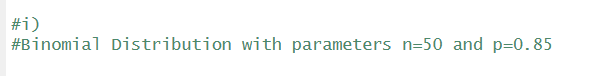 #i)
#Binomial Distribution with parameters n=50 and p=0.85